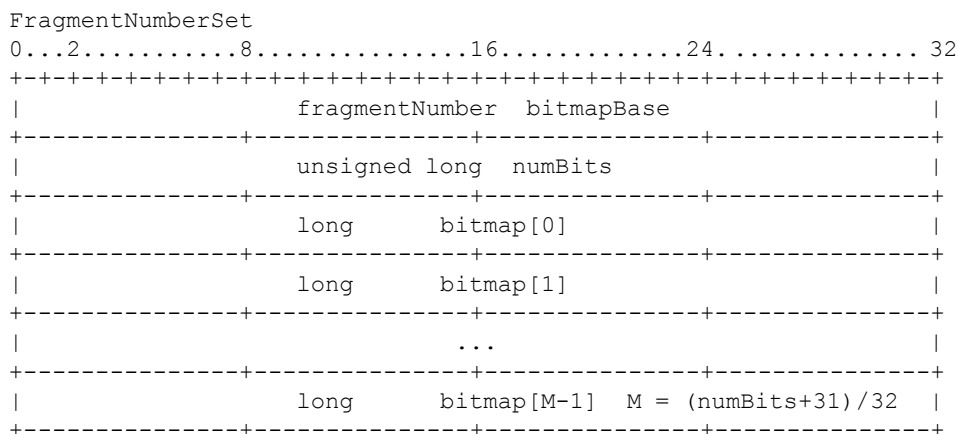 FragmentNumberSet
0...2...........8...............16.............24.............. 32
+-+-+-+-+-+-+-+-+-+-+-+-+-+-+-+-+-+-+-+-+-+-+-+-+-+-+-+-+-+-+-+-+
| fragmentNumber bitmapBase |
+---------------+---------------+---------------+---------------+
| unsigned long numBits |
+---------------+---------------+---------------+---------------+
| long bitmap[0] |
+---------------+---------------+---------------+---------------+
| long bitmap[1] |
+---------------+---------------+---------------+---------------+
| ... |
+---------------+---------------+---------------+---------------+
| long bitmap[M-1] M = (numBits+31)/32 |
+---------------+---------------+---------------+---------------+